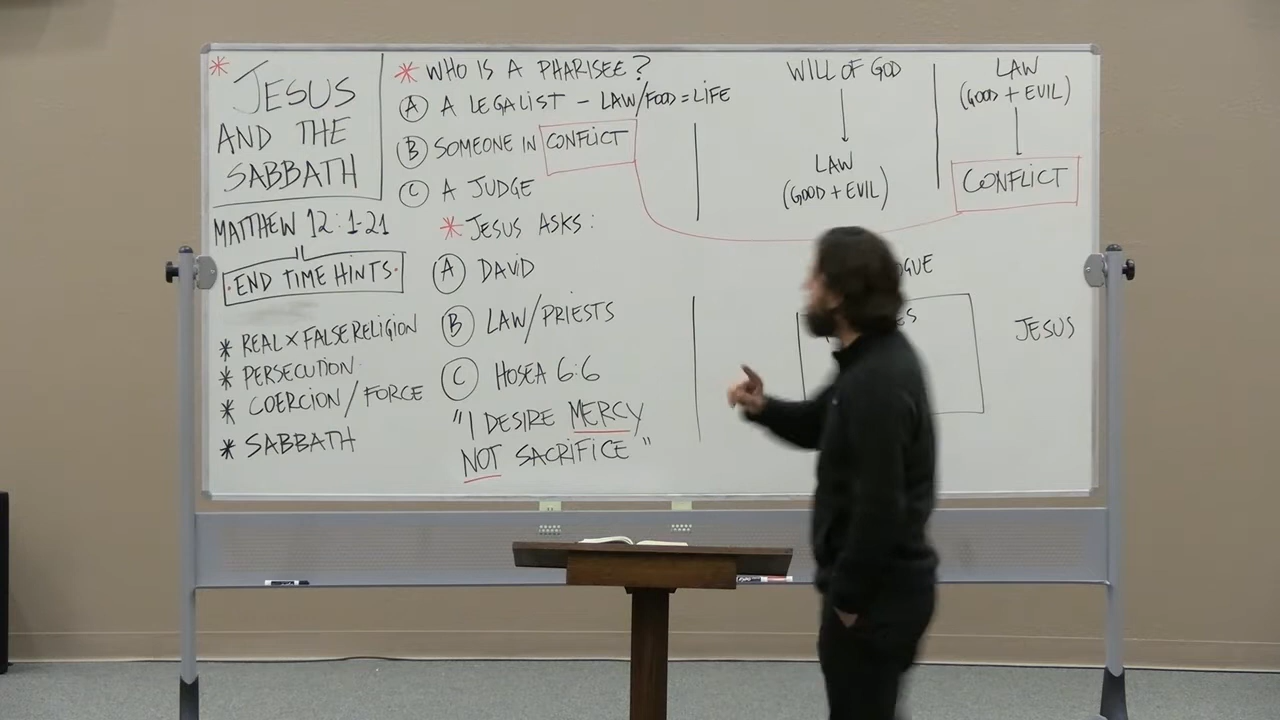 * JESUS
AND THE
SABBATH
MATTHEW 12:1-21
END TIME HINTS.
* REAL x FALSE RELIGION
* PERSECUTION
* COERCION/FORCE
* SABBATH
* WHO IS A PHARISEE?
A A LEGALIST - LAW/FOOD=LIFE
B SOMEONE IN CONFLICT
C A JUDGE
* JESUS ASKS:
A DAVID
B LAW/PRIESTS
C HOSEA 6:6
"I DESIRE MERCY
NOT SACRIFICE"
WILL OF GOD
LAW
(GOOD + EVIL)
LAW
(GOOD + EVIL)
CONFLICT
JESUS